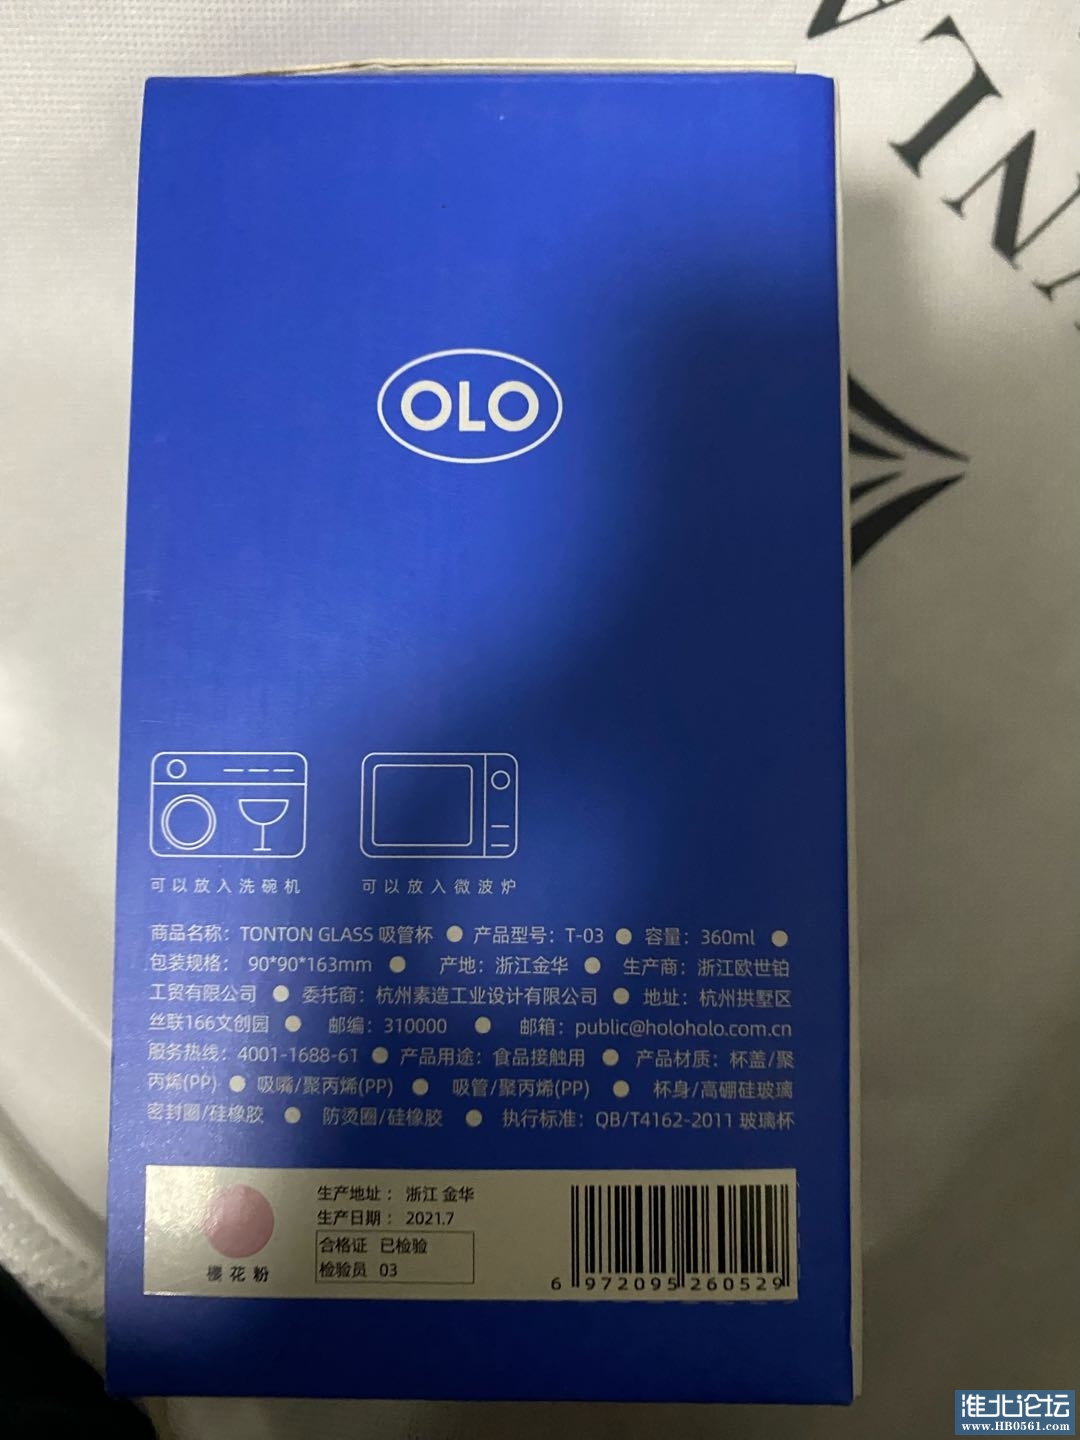 OLO
可以放入洗碗机 可以放入微波炉
商品名称：TONTON GLASS 吸管杯 ● 产品型号：T-03 ● 容量：360ml ●
包装规格：90*90*163mm ● 产地：浙江金华 ● 生产商：浙江欧世铂
工贸有限公司 ● 委托商：杭州素造工业设计有限公司 ● 地址：杭州拱墅区
丝联166文创园 ● 邮编：310000 ● 邮箱：public@holoholo.com.cn
服务热线：4001-1688-61 ● 产品用途：食品接触用 ● 产品材质：杯盖/聚
丙烯(PP) ● 吸嘴/聚丙烯(PP) ● 吸管/聚丙烯(PP) ● 杯身/高硼硅玻璃
密封圈/硅橡胶 ● 防烫圈/硅橡胶 ● 执行标准：QB/T4162-2011 玻璃杯
生产地址：浙江 金华
生产日期：2021.7
合格证 已检验
检验员 03
樱花粉
6 972095 260529
淮北论坛
www.HB0561.com